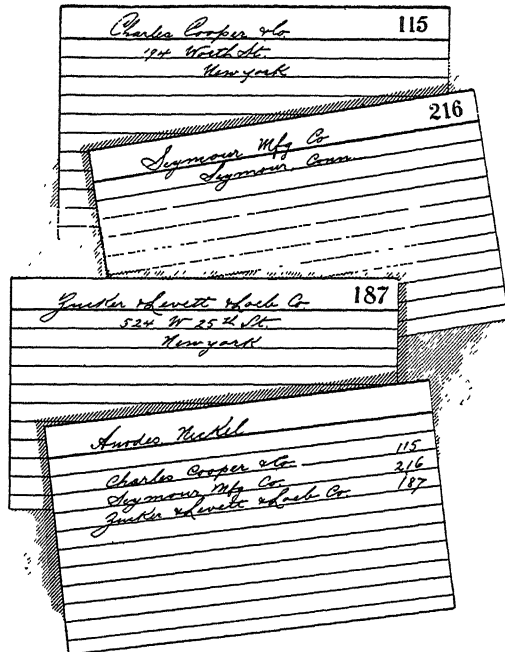 115
Charles Cooper & Co
194 Worth St.
New york
216
Seymour Mfg Co
Seymour, Conn.
187
Zucker & Levett & Loeb Co
524 W 25th St.
New york
Anodes Nickel
Charles Cooper & Co 115
Seymour Mfg Co. 216
Zucker & Levett & Loeb Co. 187